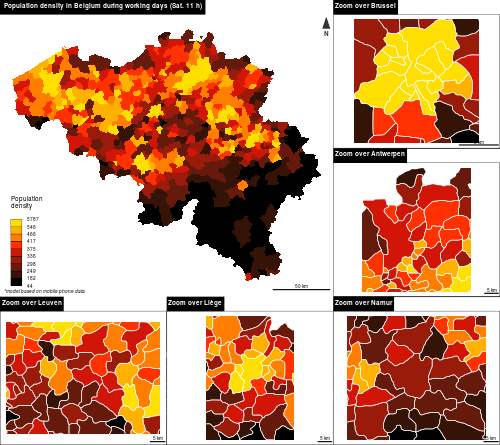 Population density in Belgium during working days (Sat. 11 h)
N
Population
density
5787
546
466
417
375
336
298
249
182
44
*model based on mobile phone data
50 km
Zoom over Brussel
Zoom over Antwerpen
5 km
Zoom over Leuven
5 km
Zoom over Liège
5 km
Zoom over Namur
5 km